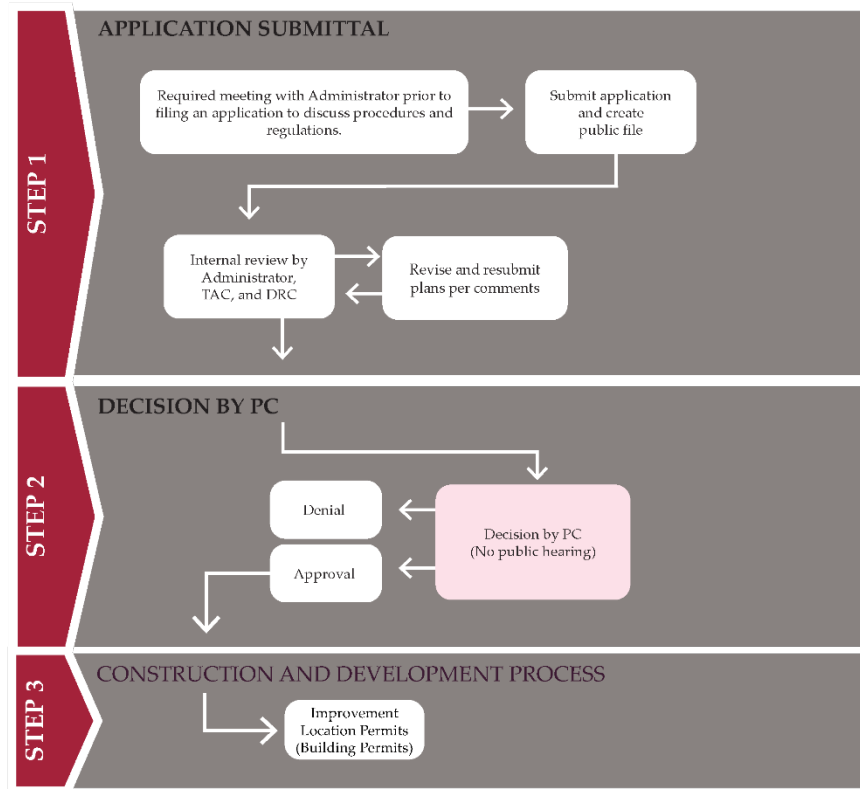 STEP 1
APPLICATION SUBMITTAL
Required meeting with Administrator prior to
filing an application to discuss procedures and
regulations.
Submit application
and create
public file
Internal review by
Administrator,
TAC, and DRC
Revise and resubmit
plans per comments
STEP 2
DECISION BY PC
Denial
Approval
Decision by PC
(No public hearing)
STEP 3
CONSTRUCTION AND DEVELOPMENT PROCESS
Improvement
Location Permits
(Building Permits)